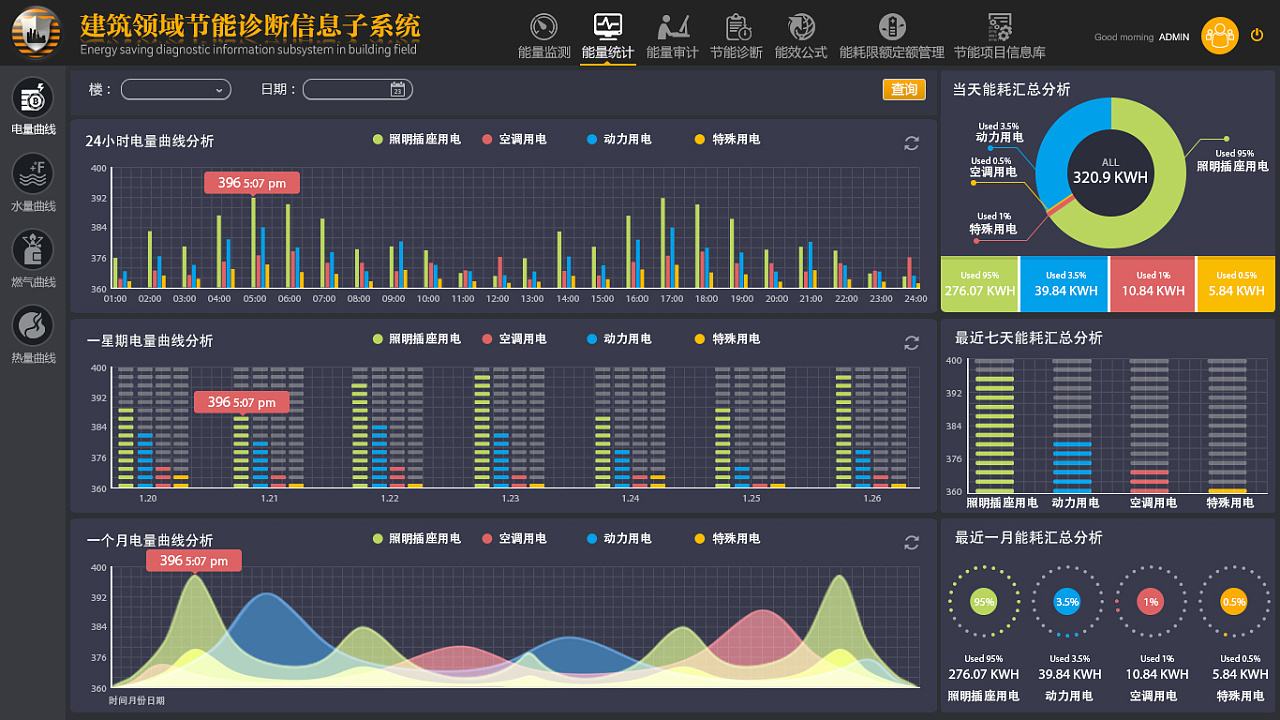 建筑领域节能诊断信息子系统
Energy saving diagnostic information subsystem in building field
能量监测 能量统计 能量审计 节能诊断 能效公式 能耗限额定额管理 节能项目信息库
Good morning ADMIN
电量曲线
水量曲线
燃气曲线
热量曲线
楼： 日期： 23 查询
24小时电量曲线分析 照明插座用电 空调用电 动力用电 特殊用电
400
392
384
376
360
396 5:07 pm
01:00 02:00 03:00 04:00 05:00 06:00 07:00 08:00 09:00 10:00 11:00 12:00 13:00 14:00 15:00 16:00 17:00 18:00 19:00 20:00 21:00 22:00 23:00 24:00
一星期电量曲线分析 照明插座用电 空调用电 动力用电 特殊用电
400
392
384
376
360
396 5:07 pm
1.20 1.21 1.22 1.23 1.24 1.25 1.26
一个月电量曲线分析 照明插座用电 空调用电 动力用电 特殊用电
396 5:07 pm
400
392
384
376
360
时间月份日期
当天能耗汇总分析
Used 3.5%
动力用电
Used 0.5%
空调用电
Used 1%
特殊用电
ALL
320.9 KWH
Used 95%
照明插座用电
Used 95% Used 3.5% Used 1% Used 0.5%
276.07 KWH 39.84 KWH 10.84 KWH 5.84 KWH
最近七天能耗汇总分析
400
392
384
376
360
照明插座用电 动力用电 空调用电 特殊用电
最近一月能耗汇总分析
95% 3.5% 1% 0.5%
Used 95% Used 3.5% Used 1% Used 0.5%
276.07 KWH 39.84 KWH 10.84 KWH 5.84 KWH
照明插座用电 动力用电 空调用电 特殊用电